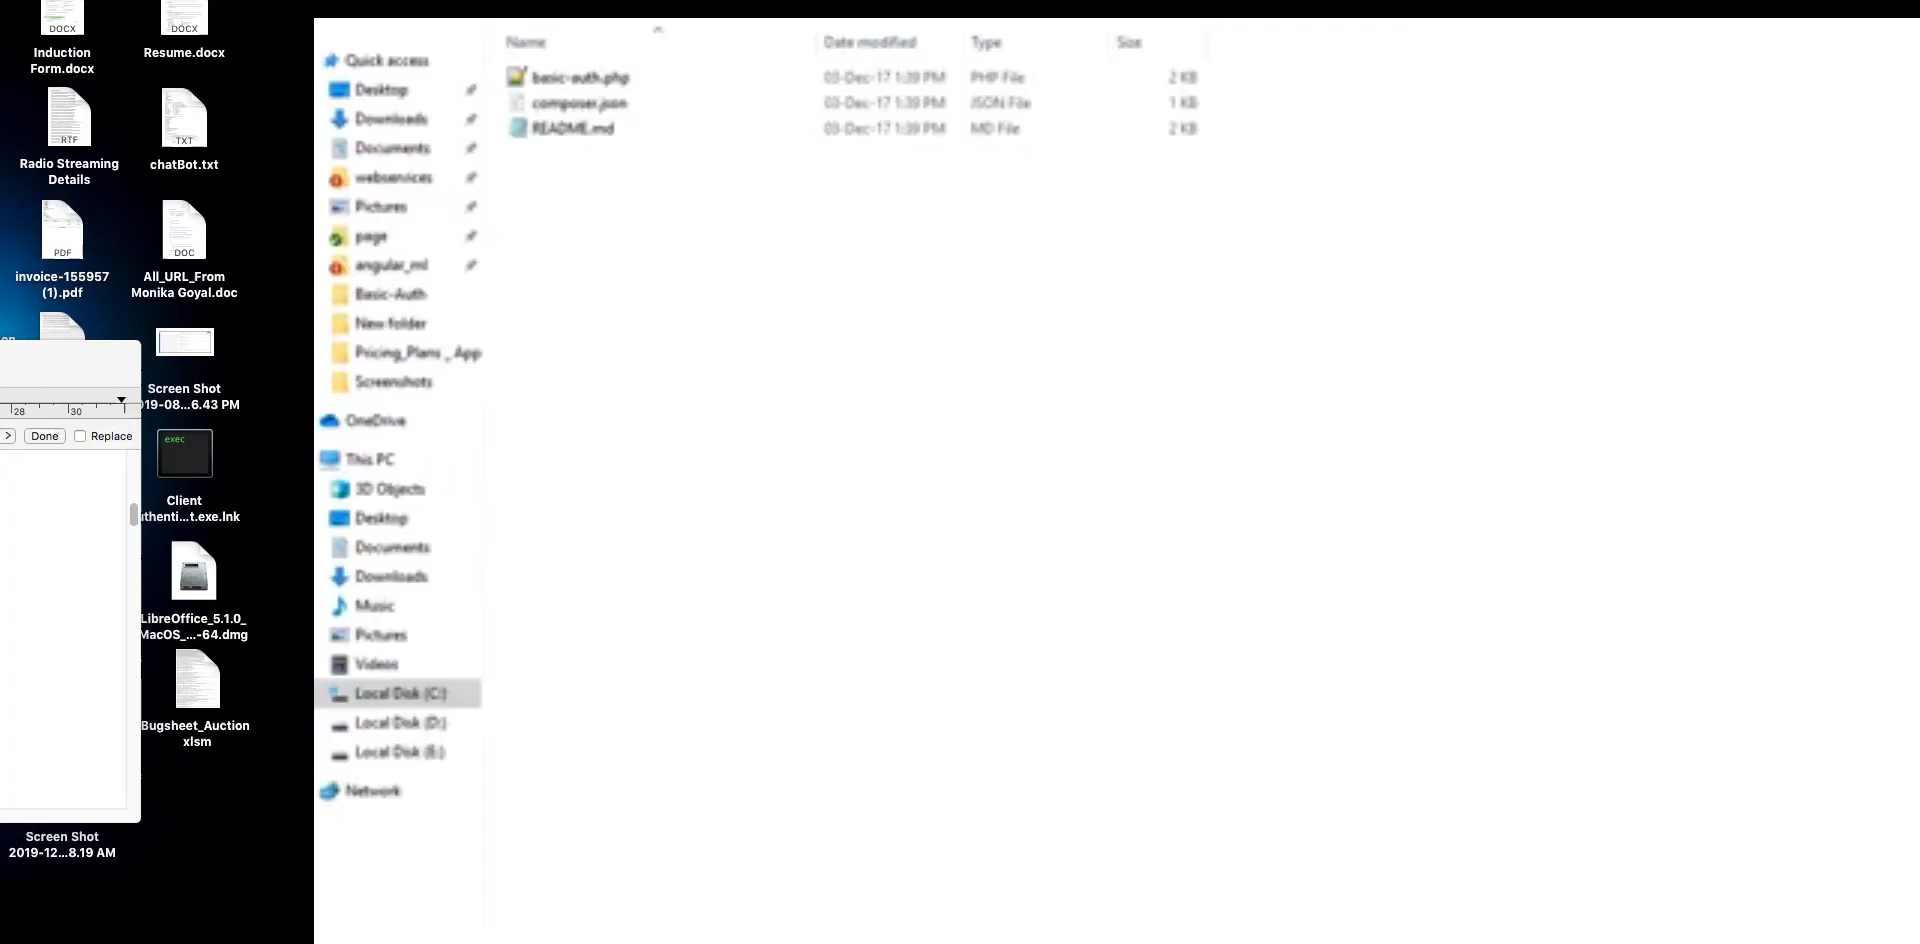 DOCX
Induction
Form.docx
DOCX
Resume.docx
RTF
Radio Streaming
Details
TXT
chatBot.txt
PDF
invoice-155957
(1).pdf
DOC
All_URL_From
Monika Goyal.doc
on
Screen Shot
019-08...6.43 PM
28
30
> Done Replace
exec
Client
uthenti...t.exe.lnk
LibreOffice_5.1.0_
MacOS_...-64.dmg
Bugsheet_Auction
xlsm
Screen Shot
2019-12...8.19 AM
Quick access
Desktop
Downloads
Documents
webservices
Pictures
page
angular_ml
Basic-Auth
New folder
Pricing_Plans _ App
Screenshots
OneDrive
This PC
3D Objects
Desktop
Documents
Downloads
Music
Pictures
Videos
Local Disk (C:)
Local Disk (D:)
Local Disk (E:)
Network
Name Date modified Type Size
basic-auth.php 03-Dec-17 1:39 PM PHP File 2 KB
composer.json 03-Dec-17 1:39 PM JSON File 1 KB
README.md 03-Dec-17 1:39 PM MD File 2 KB